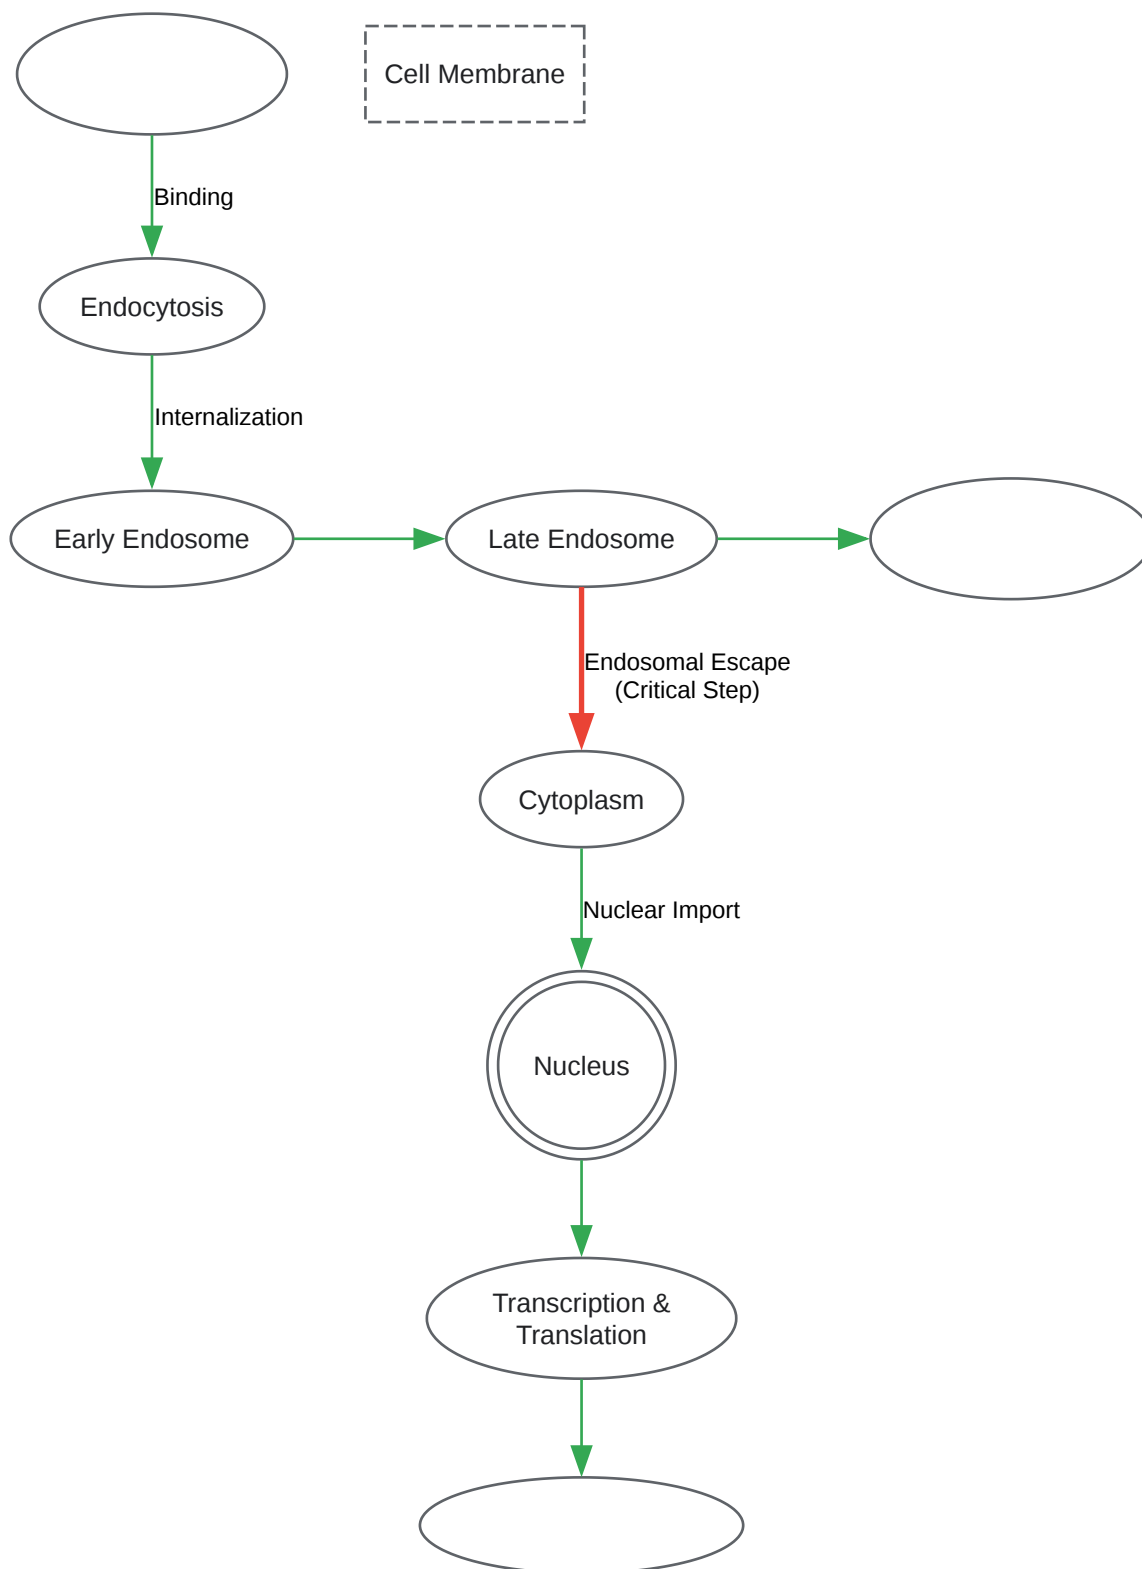 Cell Membrane
Binding
Endocytosis
Internalization
Early Endosome
Late Endosome
Endosomal Escape
(Critical Step)
Cytoplasm
Nuclear Import
Nucleus
Transcription &
Translation